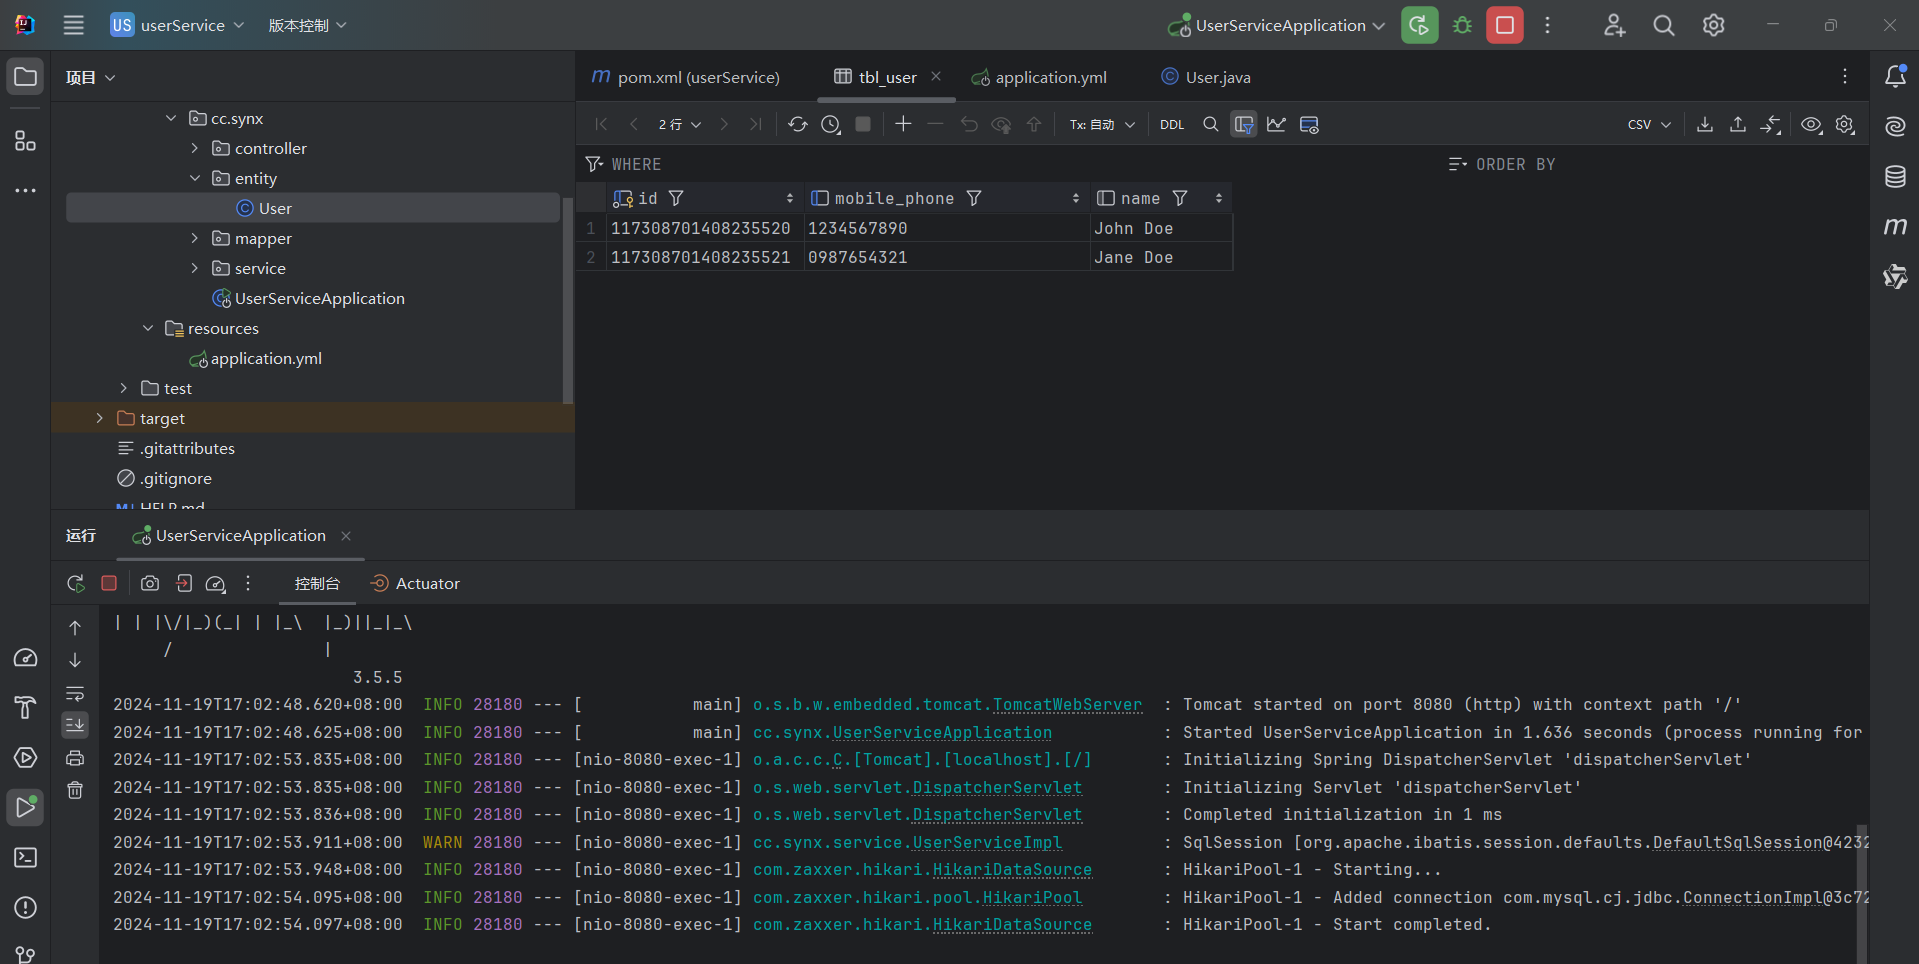 US userService 版本控制 UserServiceApplication
项目
cc.synx
controller
entity
User
mapper
service
UserServiceApplication
resources
application.yml
test
target
.gitattributes
.gitignore
HELP.md
m pom.xml (userService) tbl_user application.yml User.java
2 行 Tx: 自动 DDL CSV
WHERE ORDER BY
id mobile_phone name
1 117308701408235520 1234567890 John Doe
2 117308701408235521 0987654321 Jane Doe
运行 UserServiceApplication
控制台 Actuator
| | |\/|_)(_| | |_\  |_)||_|_\
/ |
3.5.5
2024-11-19T17:02:48.620+08:00  INFO 28180 --- [           main] o.s.b.w.embedded.tomcat.TomcatWebServer  : Tomcat started on port 8080 (http) with context path '/'
2024-11-19T17:02:48.625+08:00  INFO 28180 --- [           main] cc.synx.UserServiceApplication           : Started UserServiceApplication in 1.636 seconds (process running for
2024-11-19T17:02:53.835+08:00  INFO 28180 --- [nio-8080-exec-1] o.a.c.c.C.[Tomcat].[localhost].[/]       : Initializing Spring DispatcherServlet 'dispatcherServlet'
2024-11-19T17:02:53.835+08:00  INFO 28180 --- [nio-8080-exec-1] o.s.web.servlet.DispatcherServlet        : Initializing Servlet 'dispatcherServlet'
2024-11-19T17:02:53.836+08:00  INFO 28180 --- [nio-8080-exec-1] o.s.web.servlet.DispatcherServlet        : Completed initialization in 1 ms
2024-11-19T17:02:53.911+08:00  WARN 28180 --- [nio-8080-exec-1] cc.synx.service.UserServiceImpl          : SqlSession [org.apache.ibatis.session.defaults.DefaultSqlSession@4232
2024-11-19T17:02:53.948+08:00  INFO 28180 --- [nio-8080-exec-1] com.zaxxer.hikari.HikariDataSource       : HikariPool-1 - Starting...
2024-11-19T17:02:54.095+08:00  INFO 28180 --- [nio-8080-exec-1] com.zaxxer.hikari.pool.HikariPool        : HikariPool-1 - Added connection com.mysql.cj.jdbc.ConnectionImpl@3c72
2024-11-19T17:02:54.097+08:00  INFO 28180 --- [nio-8080-exec-1] com.zaxxer.hikari.HikariDataSource       : HikariPool-1 - Start completed.